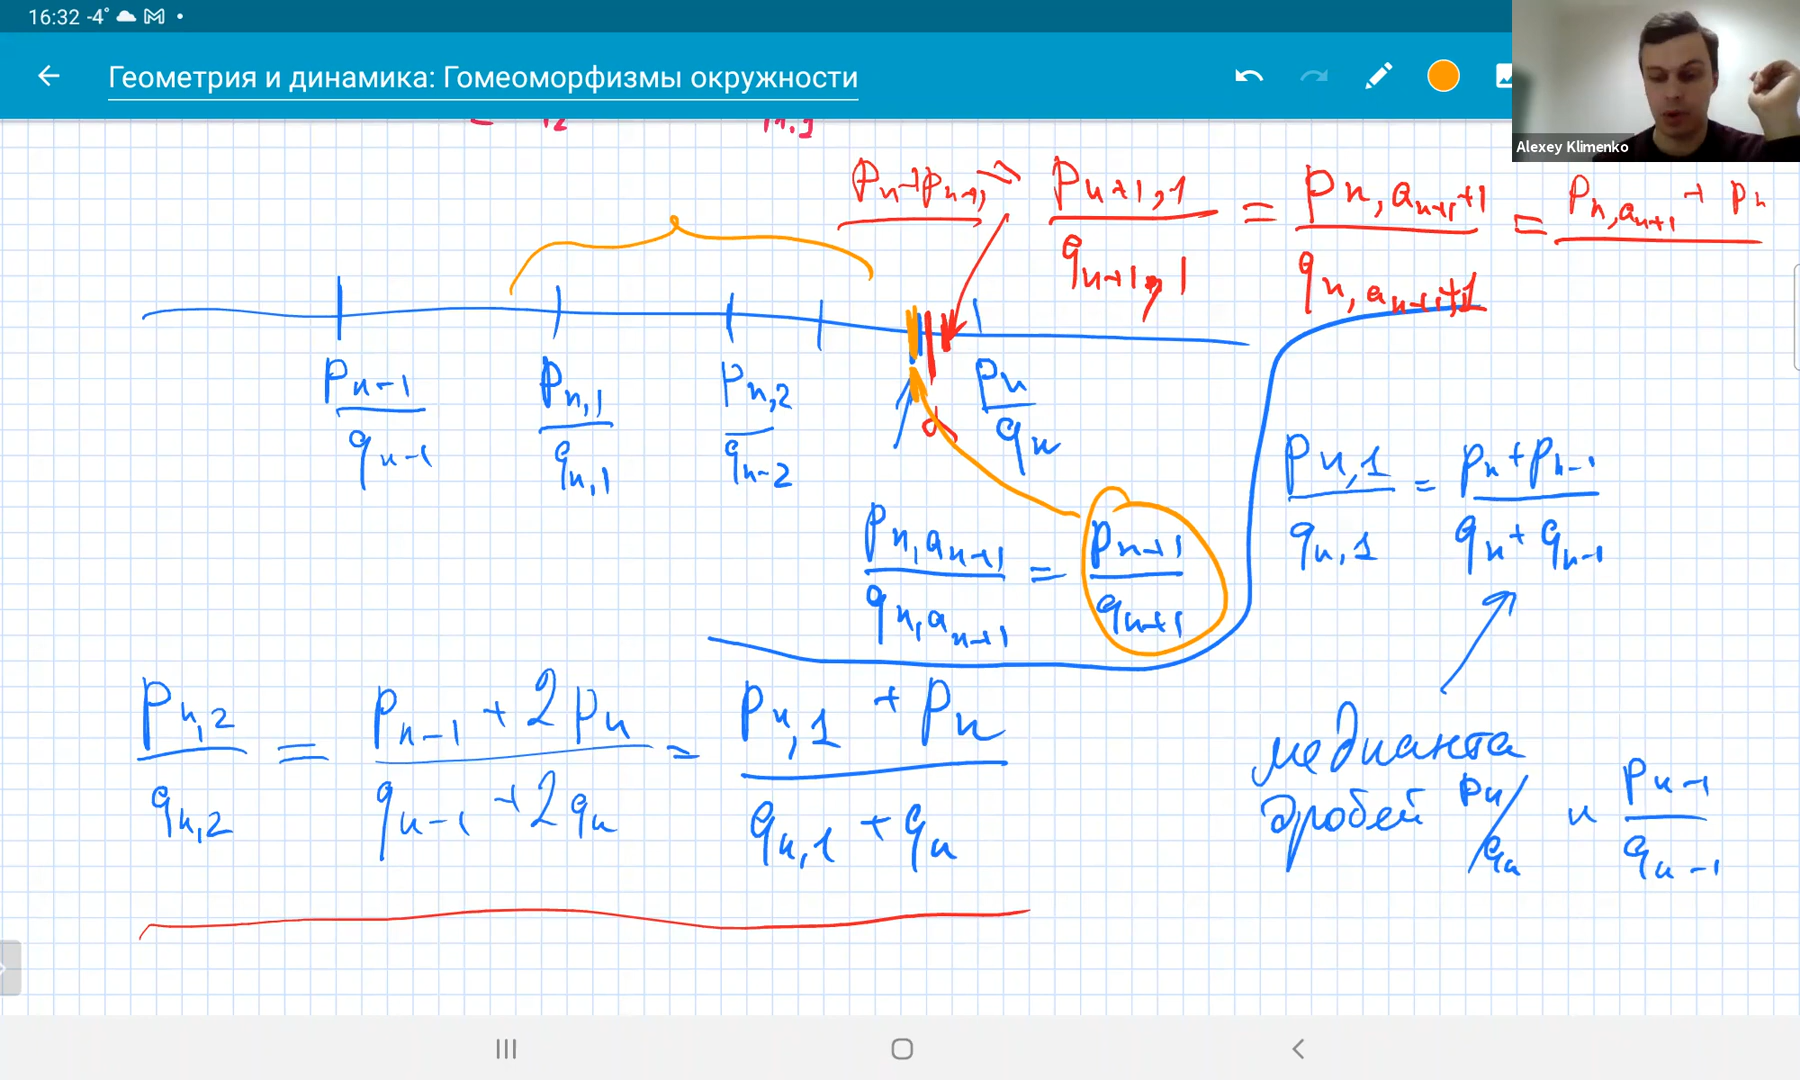 16:32 -4°
Геометрия и динамика: Гомеоморфизмы окружности
Alexey Klimenko
p_{n+1,1} / q_{n+1,1} = p_{n,a_{n+1}+1} / q_{n,a_{n+1}+1} = p_{n,a_{n+1}} + p_n
p_{n-1} / q_{n-1}
p_{n,1} / q_{n,1}
p_{n,2} / q_{n-2}
α
p_n / q_n
p_{n,a_{n+1}} / q_{n,a_{n+1}} = p_{n+1} / q_{n+1}
p_{n,1} / q_{n,1} = p_n + p_{n-1} / q_n + q_{n-1}
p_{n,2} / q_{n,2} = p_{n-1} + 2p_n / q_{n-1} + 2q_n = p_{n,1} + p_n / q_{n,1} + q_n
медианта
дробей p_n / q_n и p_{n-1} / q_{n-1}